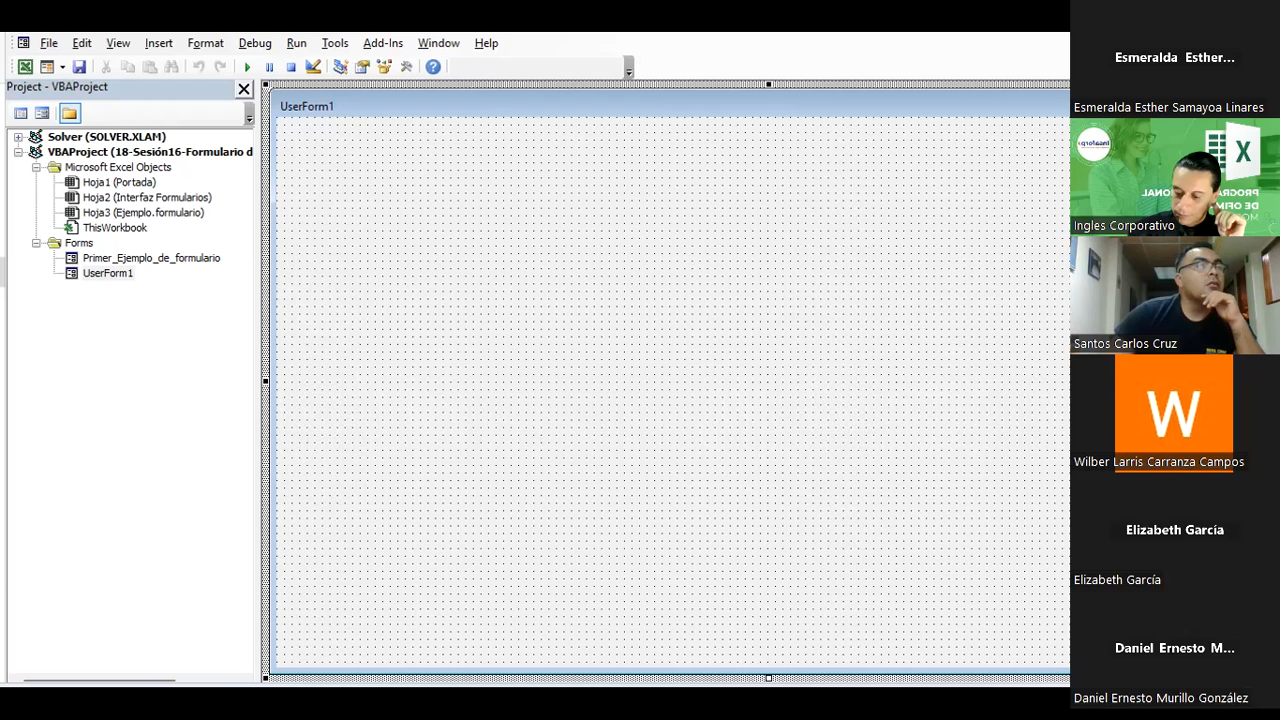 File Edit View Insert Format Debug Run Tools Add-Ins Window Help
Project - VBAProject
Solver (SOLVER.XLAM)
VBAProject (18-Sesión16-Formulario d
Microsoft Excel Objects
Hoja1 (Portada)
Hoja2 (Interfaz Formularios)
Hoja3 (Ejemplo.formulario)
ThisWorkbook
Forms
Primer_Ejemplo_de_formulario
UserForm1
UserForm1
Esmeralda Esther...
Esmeralda Esther Samayoa Linares
Ingles Corporativo
Santos Carlos Cruz
W
Wilber Larris Carranza Campos
Elizabeth García
Elizabeth García
Daniel Ernesto M...
Daniel Ernesto Murillo González